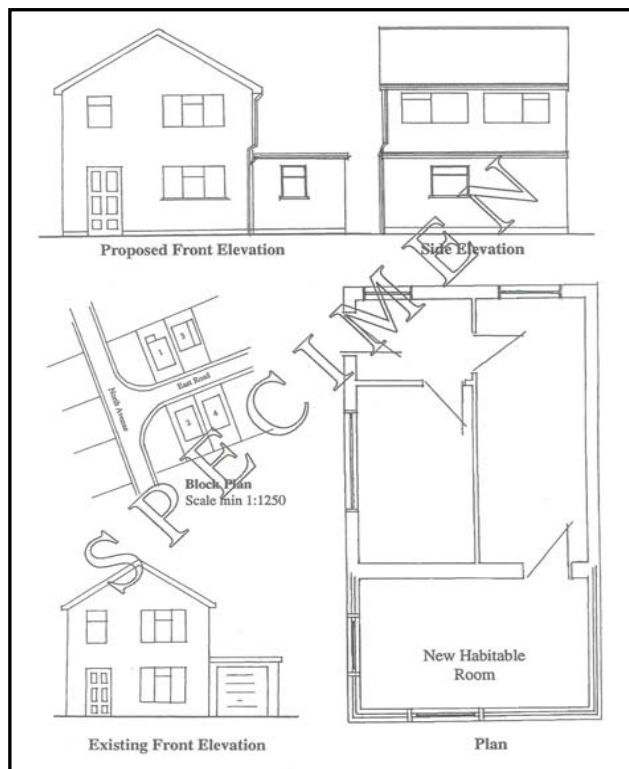 Proposed Front Elevation
Side Elevation
1
3
East Road
North Avenue
2
4
Block Plan
Scale min 1:1250
SPECIMEN
New Habitable
Room
Existing Front Elevation
Plan